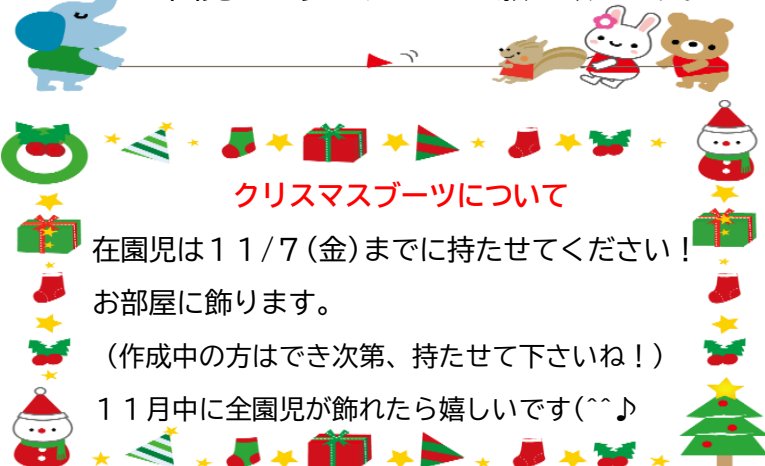 クリスマスブーツについて
在園児は１１/７(金)までに持たせてください！
お部屋に飾ります。
（作成中の方はでき次第、持たせて下さいね！）
１１月中に全園児が飾れたら嬉しいです(^^♪